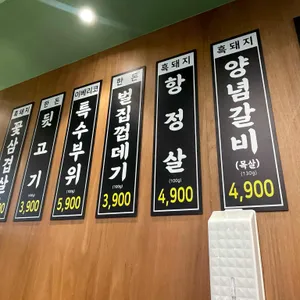 흑돼지
꽃삼겹살
한돈
뒷고기
3,900
이베리코
특수부위
(100g)
5,900
한돈
벌집껍데기
(100g)
3,900
흑돼지
항정살
(100g)
4,900
흑돼지
양념갈비
(목살)
(130g)
4,900